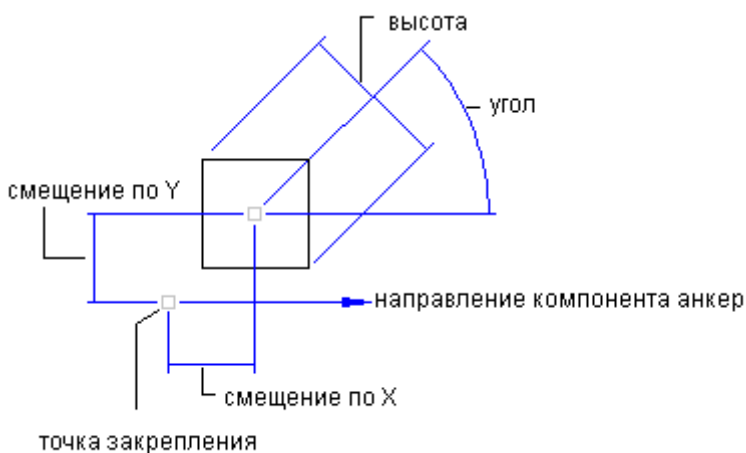 высота
угол
смещение по Y
направление компонента анкер
смещение по X
точка закрепления